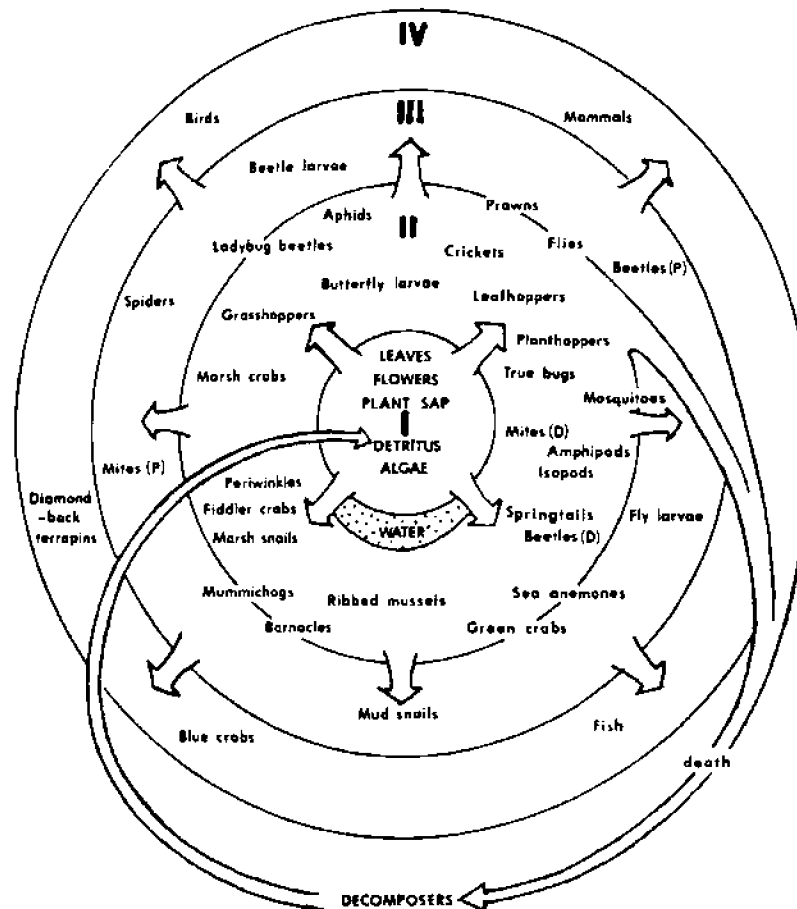 IV
Birds
III
Mammals
Beetle larvae
Aphids
Prawns
II
Flies
Ladybug beetles
Crickets
Beetles (P)
Butterfly larvae
Spiders
Leafhoppers
Grasshoppers
Planthoppers
LEAVES
FLOWERS
PLANT SAP
I
DETRITUS
ALGAE
True bugs
Marsh crabs
Mosquitoes
Mites (D)
Amphipods
Isopods
Mites (P)
Periwinkles
Fiddler crabs
Marsh snails
Diamond
-back
terrapins
Springtails
Beetles (D)
Fly larvae
WATER
Mummichogs
Ribbed mussels
Sea anemones
Barnacles
Green crabs
Mud snails
Blue crabs
Fish
death
DECOMPOSERS